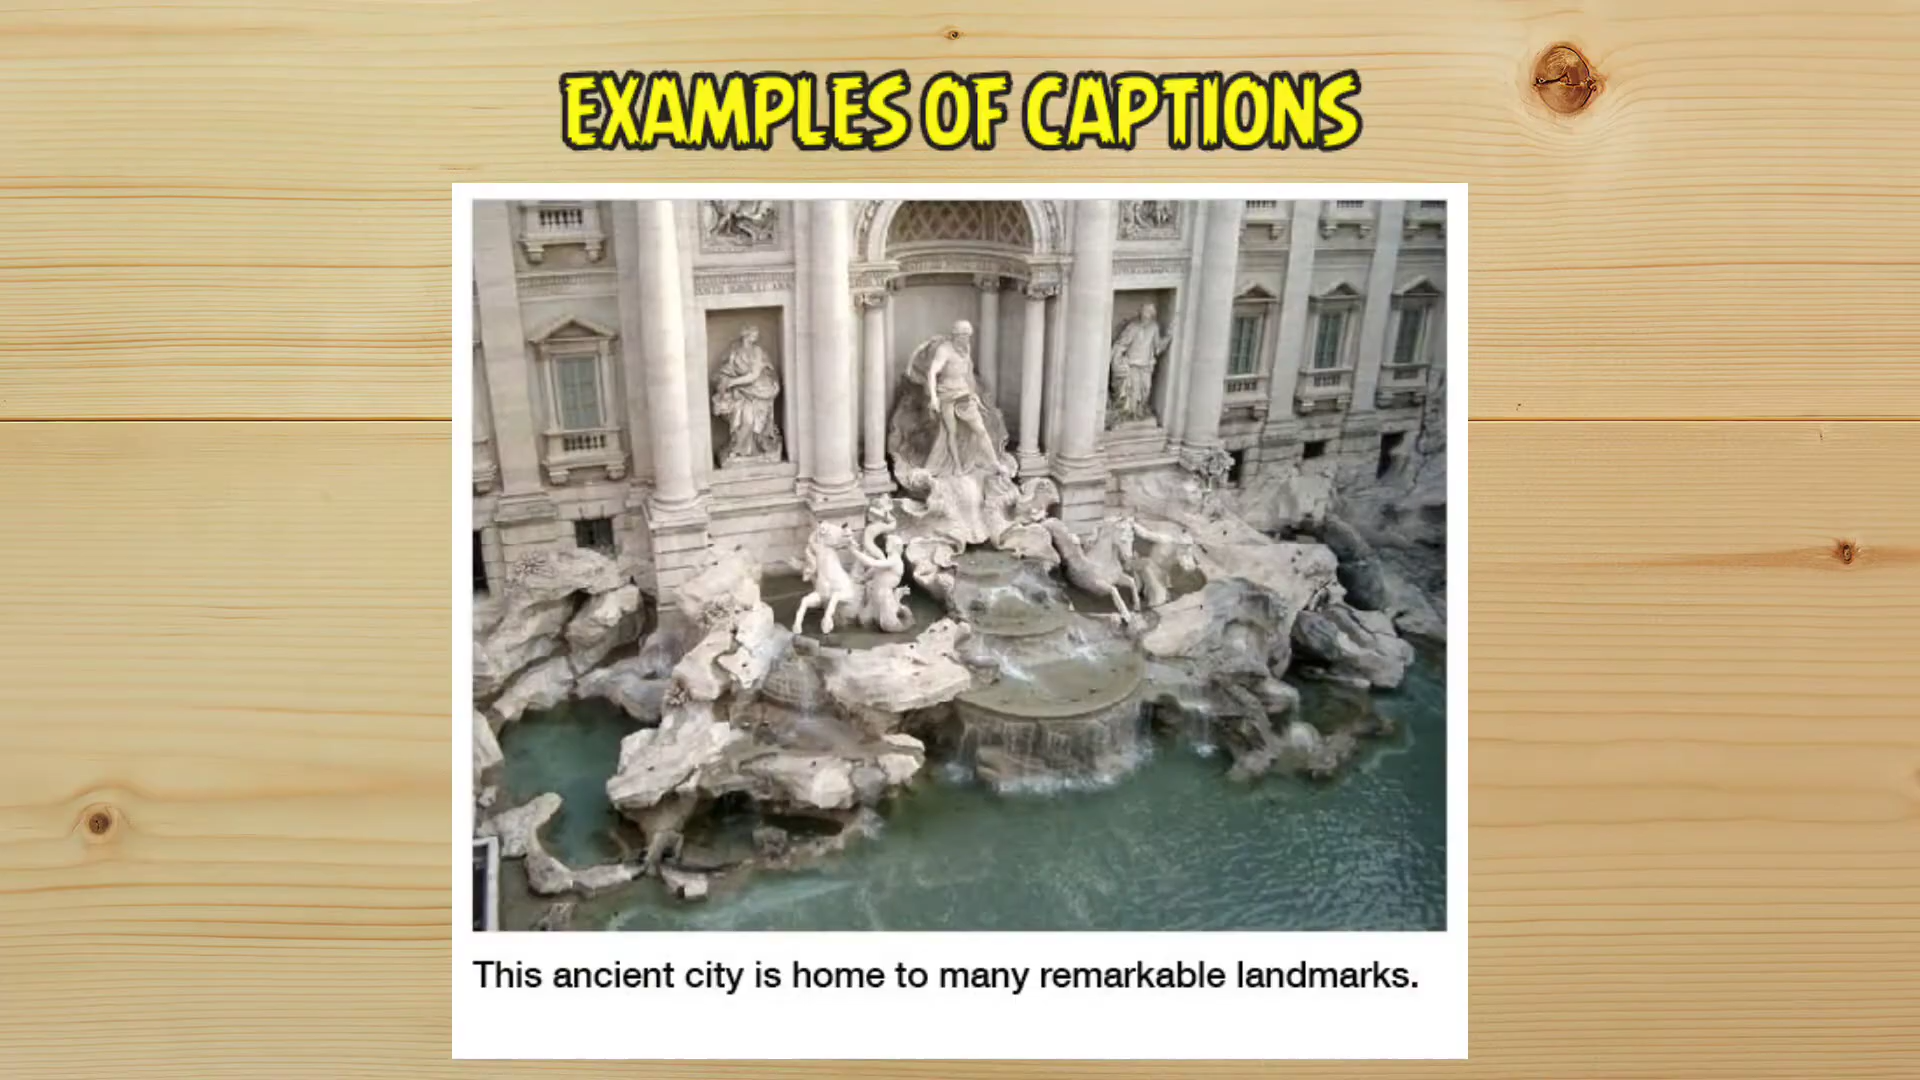 EXAMPLES OF CAPTIONS
This ancient city is home to many remarkable landmarks.